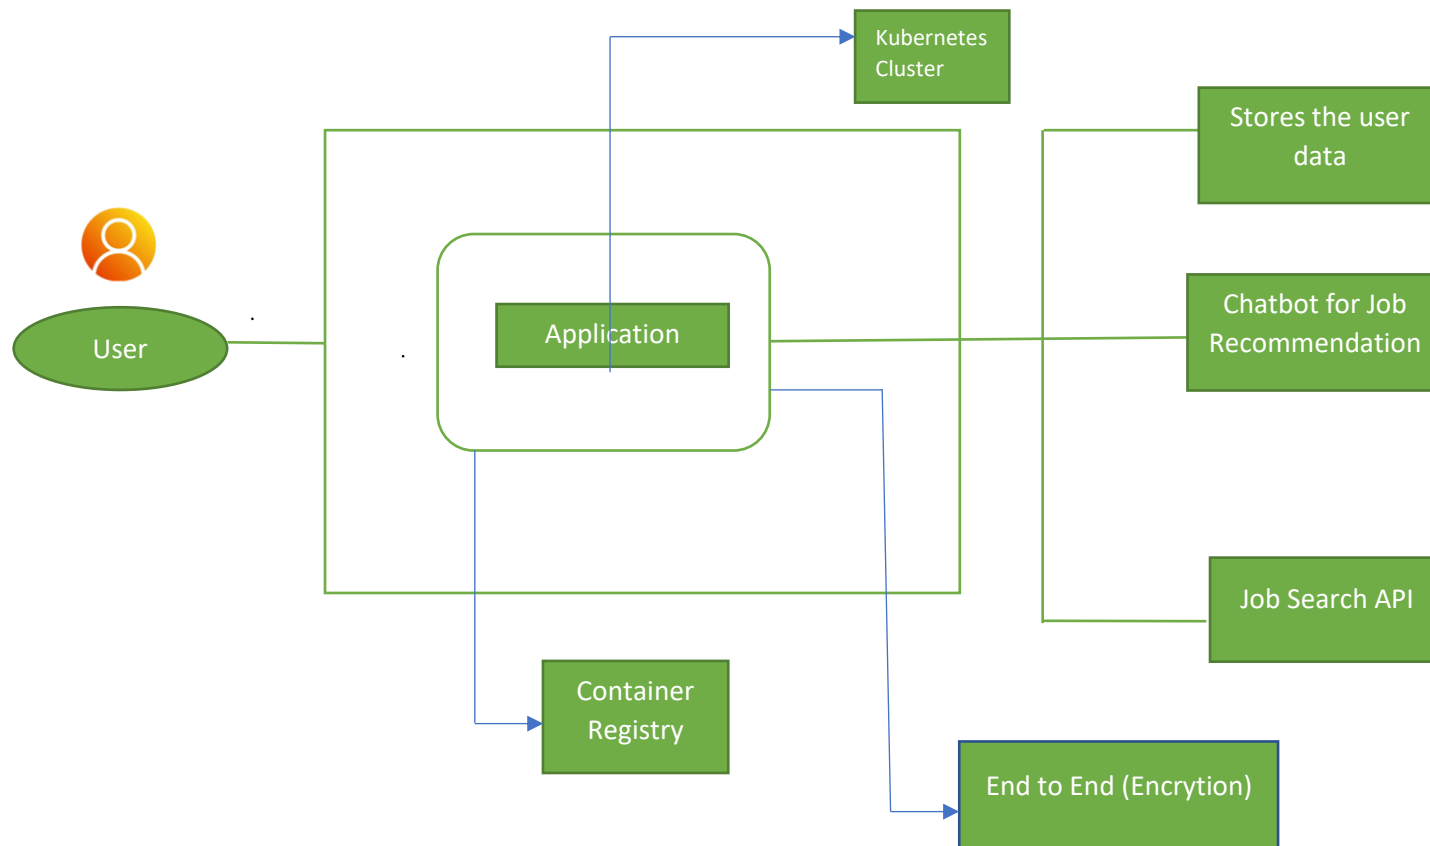 Kubernetes
Cluster
Stores the user
data
User
Application
Chatbot for Job
Recommendation
Job Search API
Container
Registry
End to End (Encrytion)